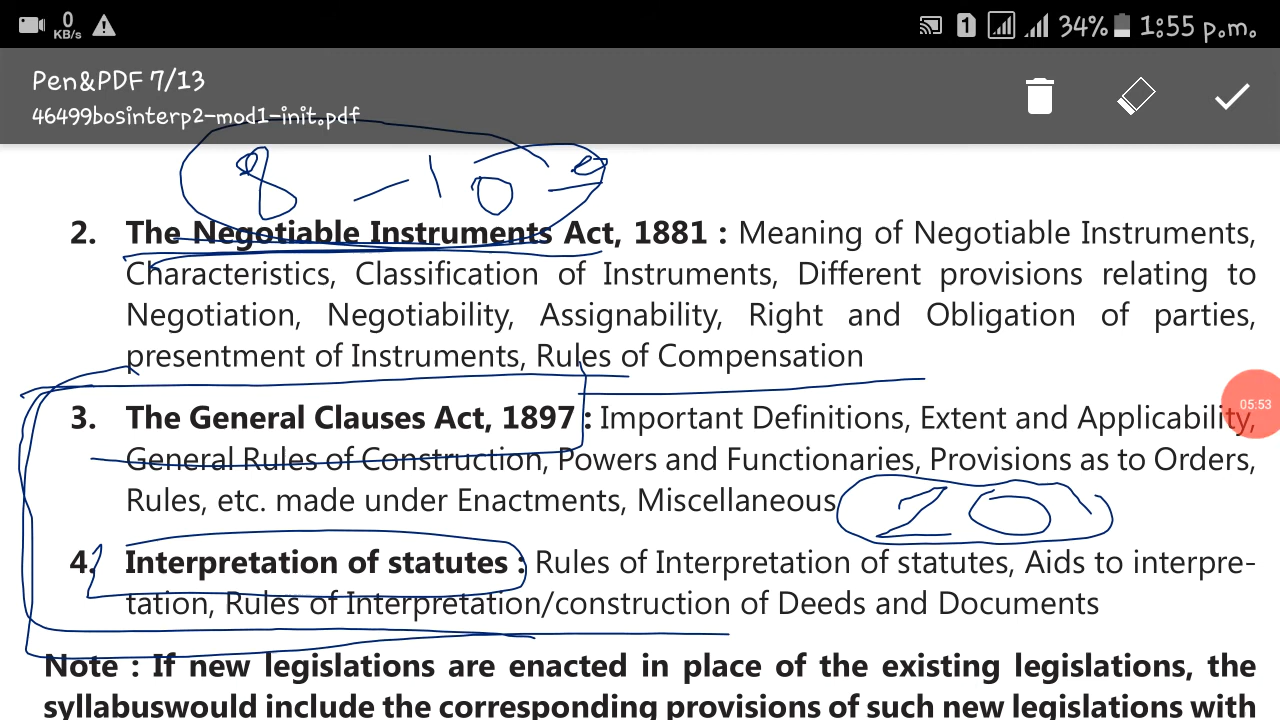 0 KB/s 1 34% 1:55 p.m.
Pen&PDF 7/13
46499bosinterp2-mod1-init.pdf
8 - 10
2. The Negotiable Instruments Act, 1881 : Meaning of Negotiable Instruments,
Characteristics, Classification of Instruments, Different provisions relating to
Negotiation, Negotiability, Assignability, Right and Obligation of parties,
presentment of Instruments, Rules of Compensation
3. The General Clauses Act, 1897 : Important Definitions, Extent and Applicability,
05:53
General Rules of Construction, Powers and Functionaries, Provisions as to Orders,
Rules, etc. made under Enactments, Miscellaneous
20
4. Interpretation of statutes : Rules of Interpretation of statutes, Aids to interpre-
tation, Rules of Interpretation/construction of Deeds and Documents
Note : If new legislations are enacted in place of the existing legislations, the
syllabuswould include the corresponding provisions of such new legislations with